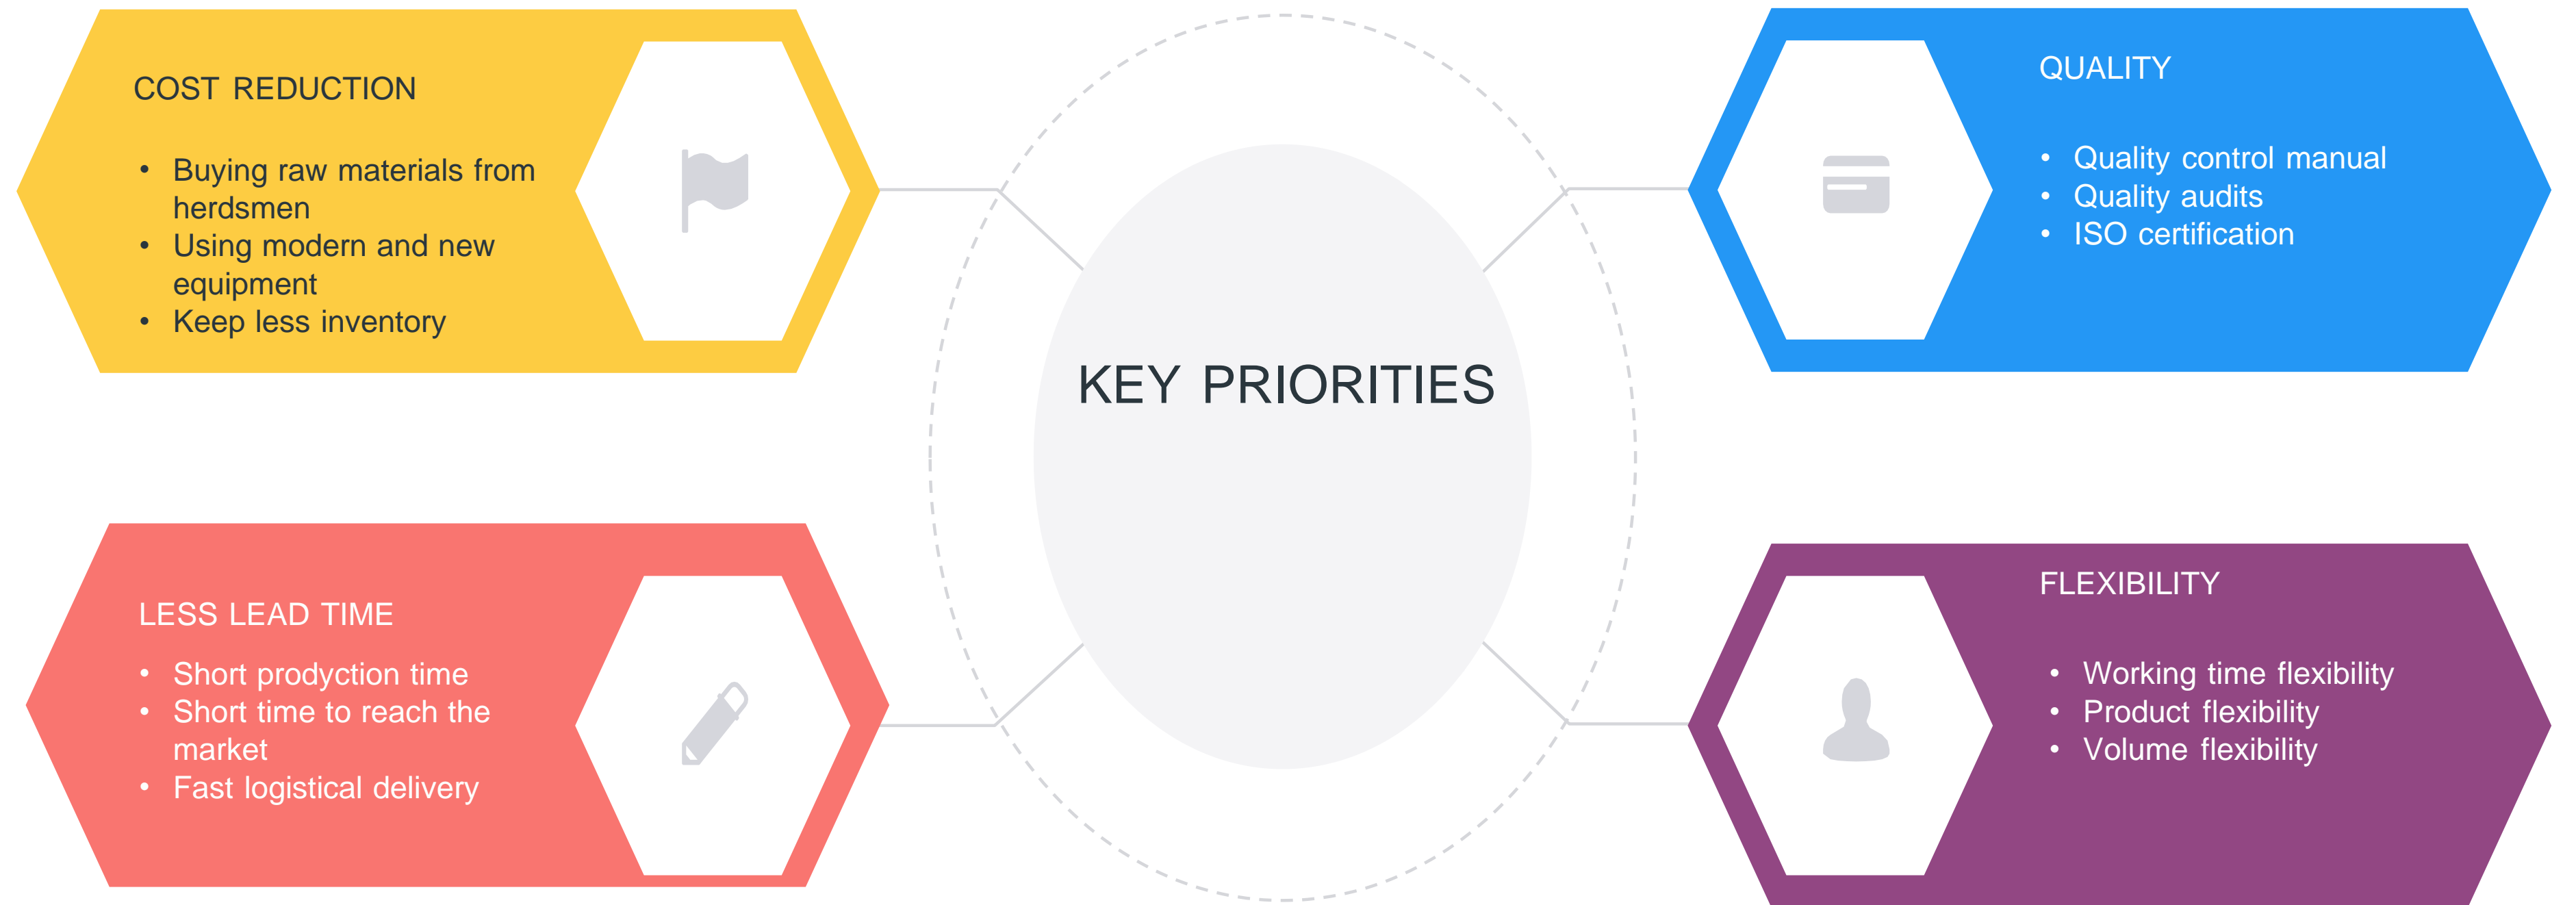 COST REDUCTION
• Buying raw materials from
herdsmen
• Using modern and new
equipment
• Keep less inventory
QUALITY
• Quality control manual
• Quality audits
• ISO certification
KEY PRIORITIES
LESS LEAD TIME
• Short prodyction time
• Short time to reach the
market
• Fast logistical delivery
FLEXIBILITY
• Working time flexibility
• Product flexibility
• Volume flexibility